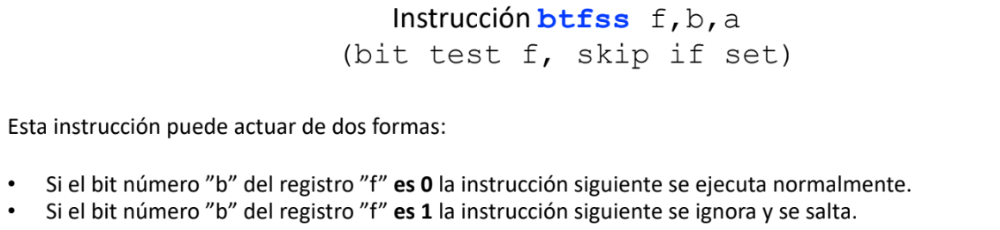 Instrucción btfss f,b,a
(bit test f, skip if set)
Esta instrucción puede actuar de dos formas:
• Si el bit número ”b” del registro ”f” es 0 la instrucción siguiente se ejecuta normalmente.
• Si el bit número ”b” del registro ”f” es 1 la instrucción siguiente se ignora y se salta.